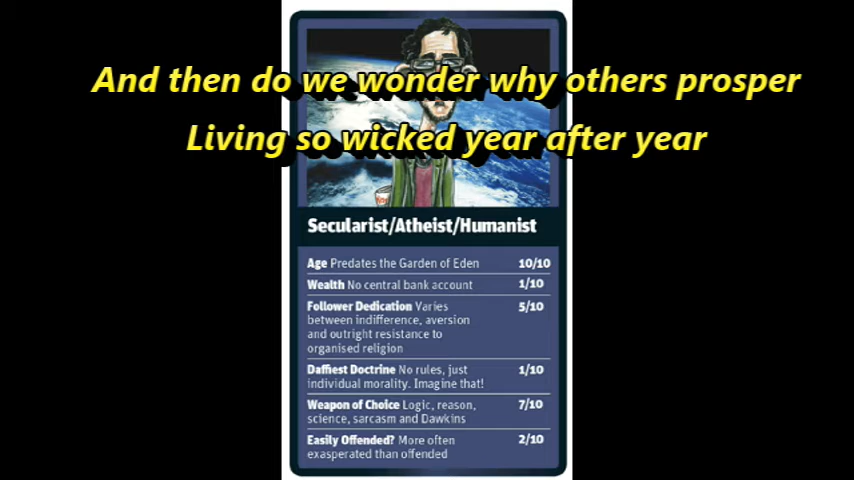 And then do we wonder why others prosper
Living so wicked year after year
Secularist/Atheist/Humanist
Age Predates the Garden of Eden 10/10
Wealth No central bank account 1/10
Follower Dedication Varies 5/10
between indifference, aversion
and outright resistance to
organised religion
Daffiest Doctrine No rules, just 1/10
individual morality. Imagine that!
Weapon of Choice Logic, reason, 7/10
science, sarcasm and Dawkins
Easily Offended? More often 2/10
exasperated than offended